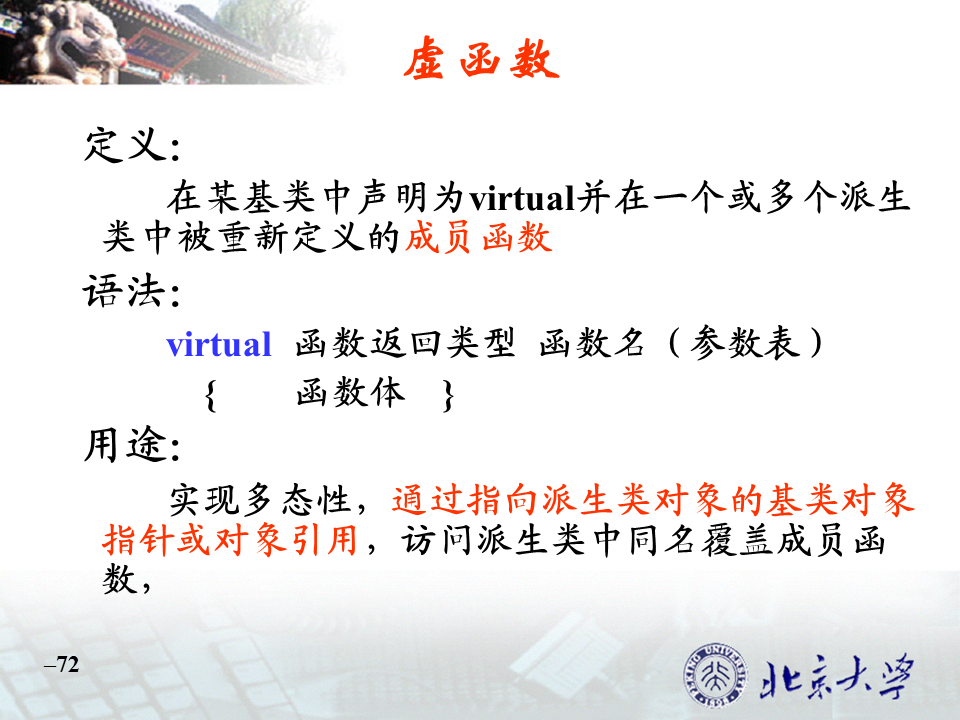 虚函数
定义：
在某基类中声明为virtual并在一个或多个派生
类中被重新定义的成员函数
语法：
virtual 函数返回类型 函数名（参数表）
{ 函数体 }
用途：
实现多态性，通过指向派生类对象的基类对象
指针或对象引用，访问派生类中同名覆盖成员函
数，
–72
PEKING UNIVERSITY
1898
北京大学